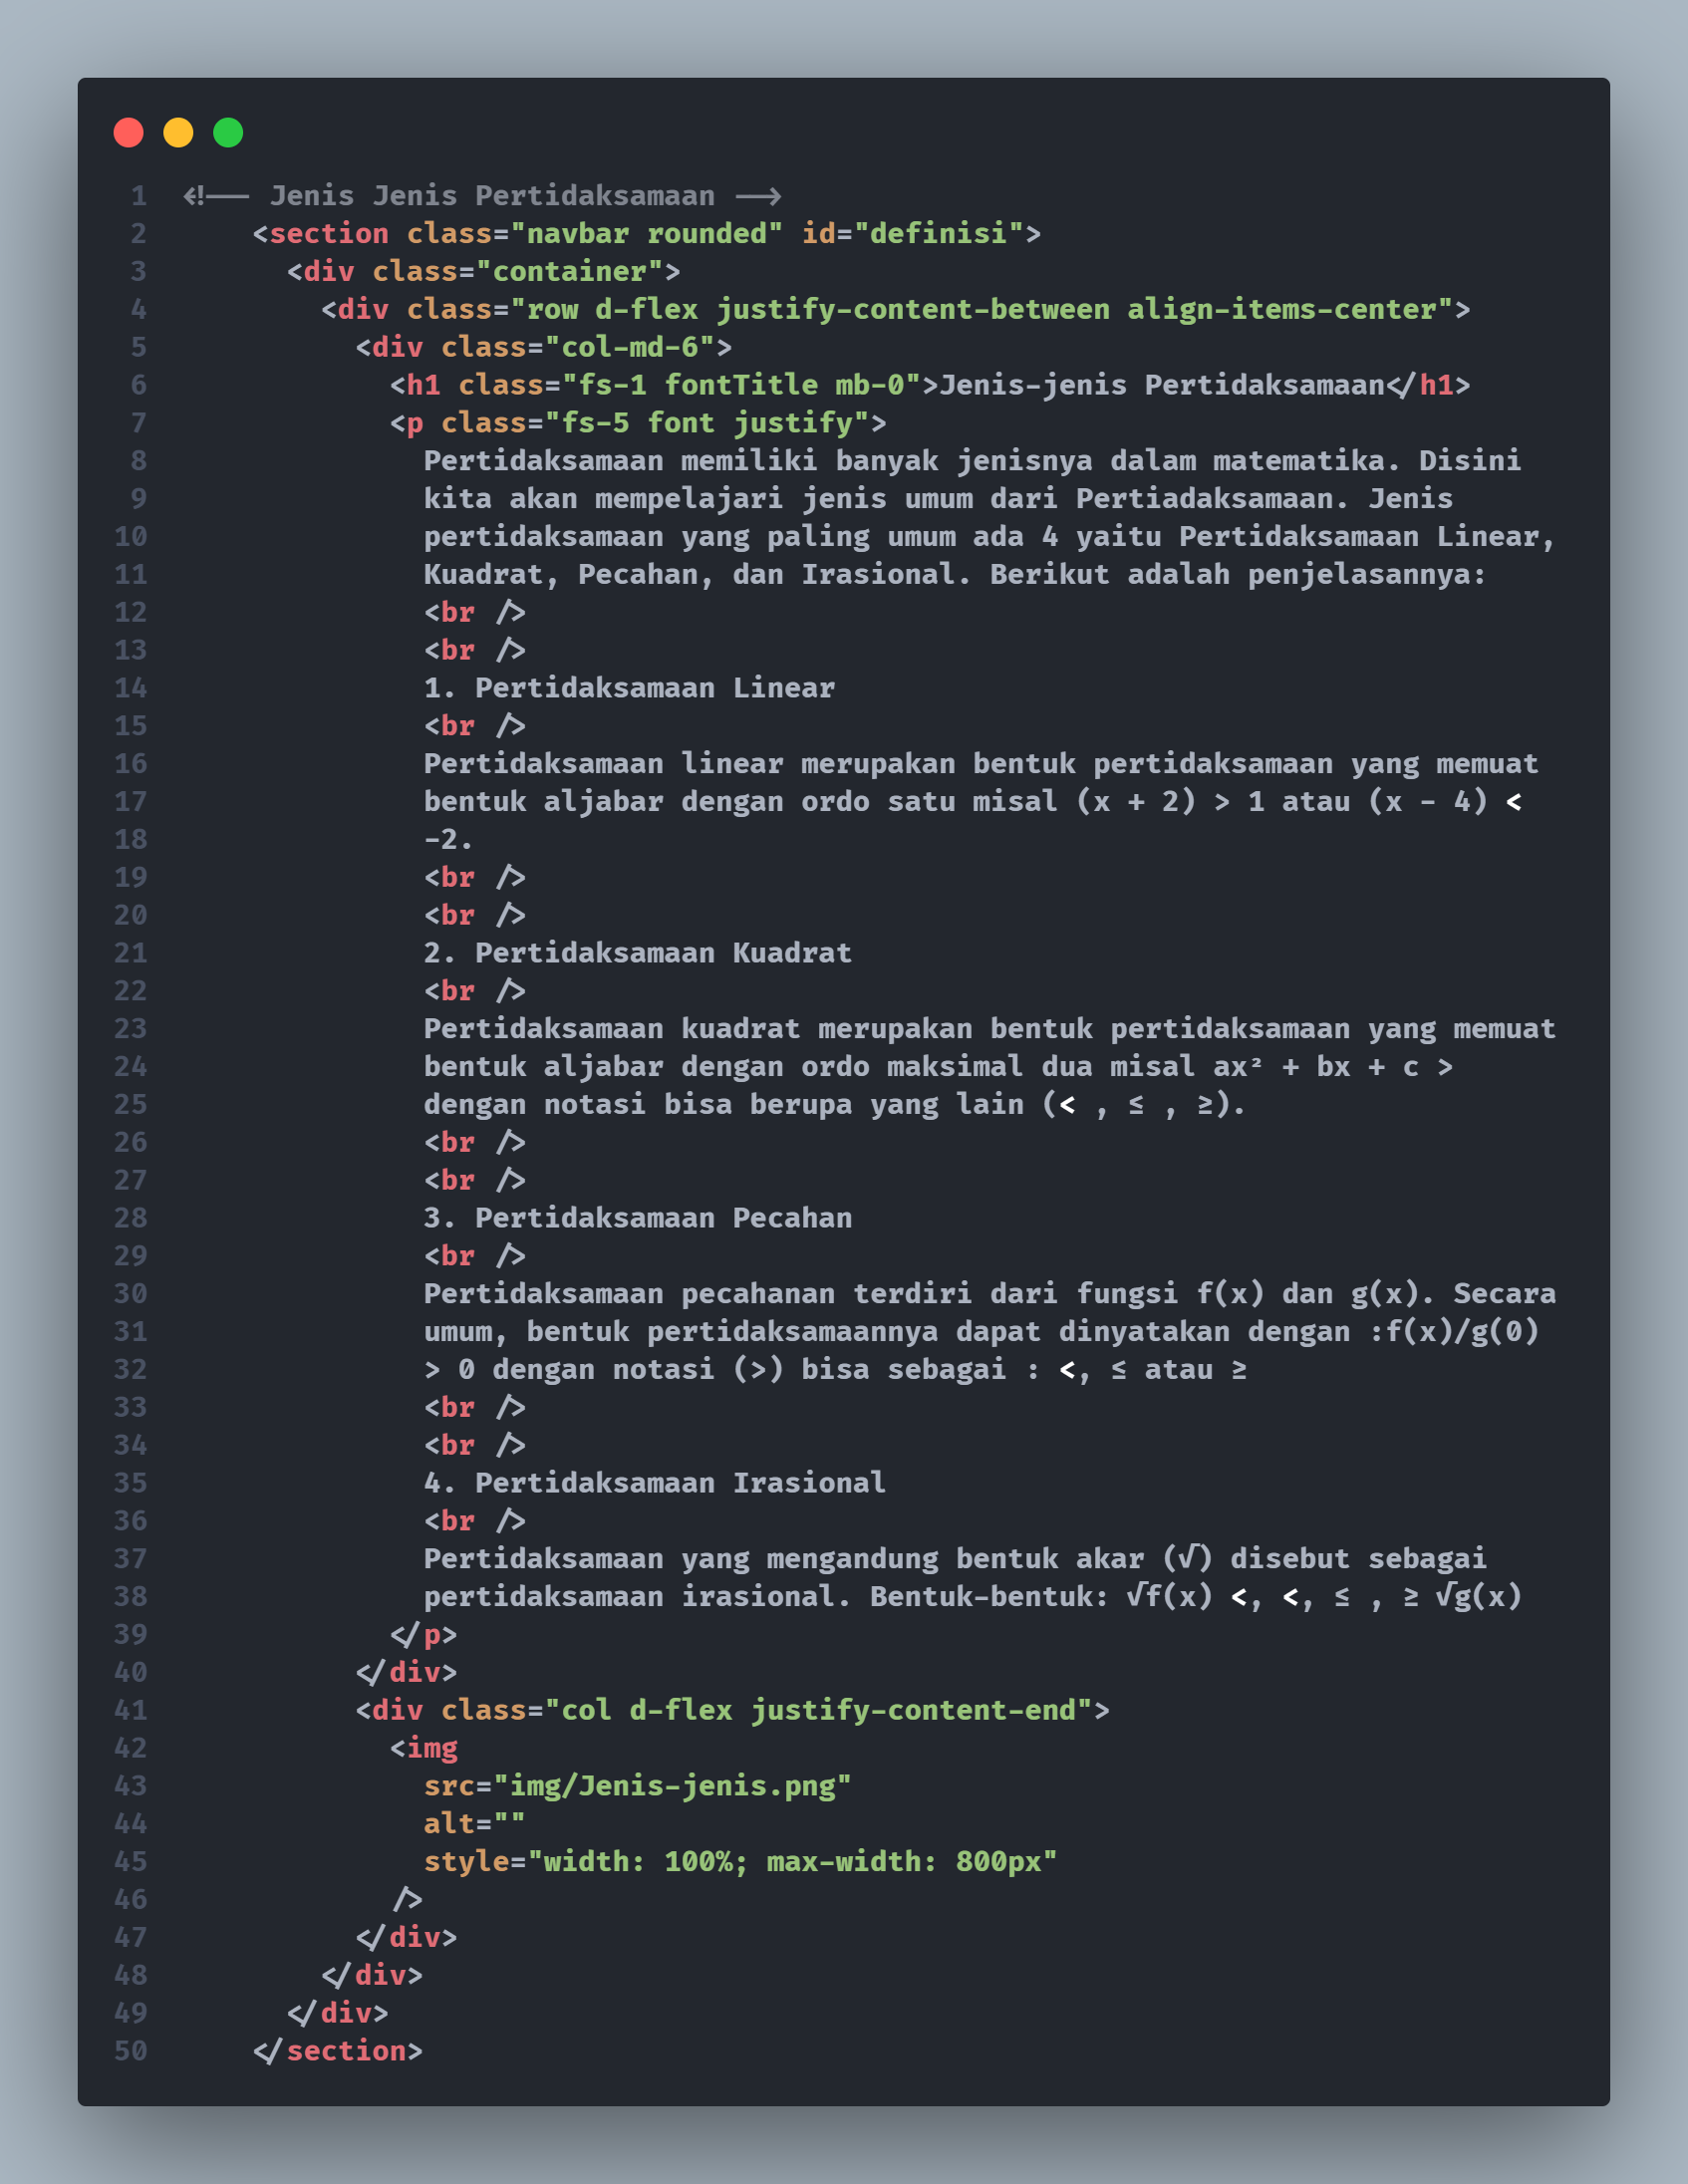 1 <!-- Jenis Jenis Pertidaksamaan -->
2 <section class="navbar rounded" id="definisi">
3 <div class="container">
4 <div class="row d-flex justify-content-between align-items-center">
5 <div class="col-md-6">
6 <h1 class="fs-1 fontTitle mb-0">Jenis-jenis Pertidaksamaan</h1>
7 <p class="fs-5 font justify">
8 Pertidaksamaan memiliki banyak jenisnya dalam matematika. Disini
9 kita akan mempelajari jenis umum dari Pertiadaksamaan. Jenis
10 pertidaksamaan yang paling umum ada 4 yaitu Pertidaksamaan Linear,
11 Kuadrat, Pecahan, dan Irasional. Berikut adalah penjelasannya:
12 <br />
13 <br />
14 1. Pertidaksamaan Linear
15 <br />
16 Pertidaksamaan linear merupakan bentuk pertidaksamaan yang memuat
17 bentuk aljabar dengan ordo satu misal (x + 2) > 1 atau (x - 4) <
18 -2.
19 <br />
20 <br />
21 2. Pertidaksamaan Kuadrat
22 <br />
23 Pertidaksamaan kuadrat merupakan bentuk pertidaksamaan yang memuat
24 bentuk aljabar dengan ordo maksimal dua misal ax² + bx + c >
25 dengan notasi bisa berupa yang lain (< , ≤ , ≥).
26 <br />
27 <br />
28 3. Pertidaksamaan Pecahan
29 <br />
30 Pertidaksamaan pecahanan terdiri dari fungsi f(x) dan g(x). Secara
31 umum, bentuk pertidaksamaannya dapat dinyatakan dengan :f(x)/g(0)
32 > 0 dengan notasi (>) bisa sebagai : <, ≤ atau ≥
33 <br />
34 <br />
35 4. Pertidaksamaan Irasional
36 <br />
37 Pertidaksamaan yang mengandung bentuk akar (√) disebut sebagai
38 pertidaksamaan irasional. Bentuk-bentuk: √f(x) <, <, ≤ , ≥ √g(x)
39 </p>
40 </div>
41 <div class="col d-flex justify-content-end">
42 <img
43 src="img/Jenis-jenis.png"
44 alt=""
45 style="width: 100%; max-width: 800px"
46 />
47 </div>
48 </div>
49 </div>
50 </section>